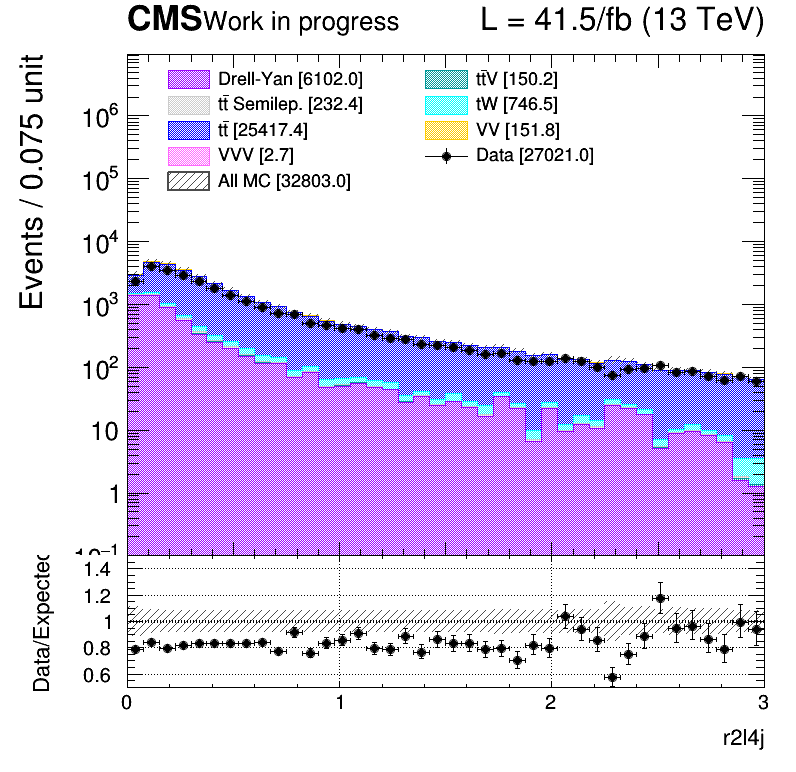 CMS Work in progress L = 41.5/fb (13 TeV)
Drell-Yan [6102.0] tt̄V [150.2]
tt̄ Semilep. [232.4] tW [746.5]
tt̄ [25417.4] VV [151.8]
VVV [2.7] Data [27021.0]
All MC [32803.0]
Events / 0.075 unit
10⁶
10⁵
10⁴
10³
10²
10
1
10⁻¹
Data/Expected
1.4
1.2
1
0.8
0.6
0 1 2 3
r2l4j